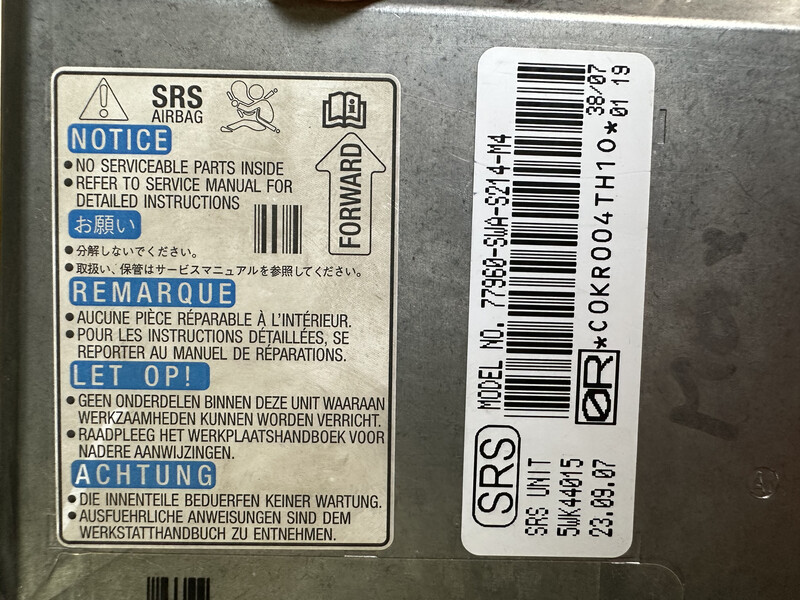 SRS
AIRBAG
NOTICE
● NO SERVICEABLE PARTS INSIDE
● REFER TO SERVICE MANUAL FOR
DETAILED INSTRUCTIONS
FORWARD
お願い
● 分解しないでください。
● 取扱い、保管はサービスマニュアルを参照してください。
REMARQUE
● AUCUNE PIÈCE RÉPARABLE À L'INTÉRIEUR.
● POUR LES INSTRUCTIONS DÉTAILLÉES, SE
REPORTER AU MANUEL DE RÉPARATIONS.
LET OP!
● GEEN ONDERDELEN BINNEN DEZE UNIT WAARAAN
WERKZAAMHEDEN KUNNEN WORDEN VERRICHT.
● RAADPLEEG HET WERKPLAATSHANDBOEK VOOR
NADERE AANWIJZINGEN.
ACHTUNG
● DIE INNENTEILE BEDUERFEN KEINER WARTUNG.
● AUSFUEHRLICHE ANWEISUNGEN SIND DEM
WERKSTATTHANDBUCH ZU ENTNEHMEN.
SRS
MODEL NO. 77960-SWA-S214-M4
SRS UNIT
5WK44015
23.09.07
0R
*C0KR004TH10*
38/07
01 19